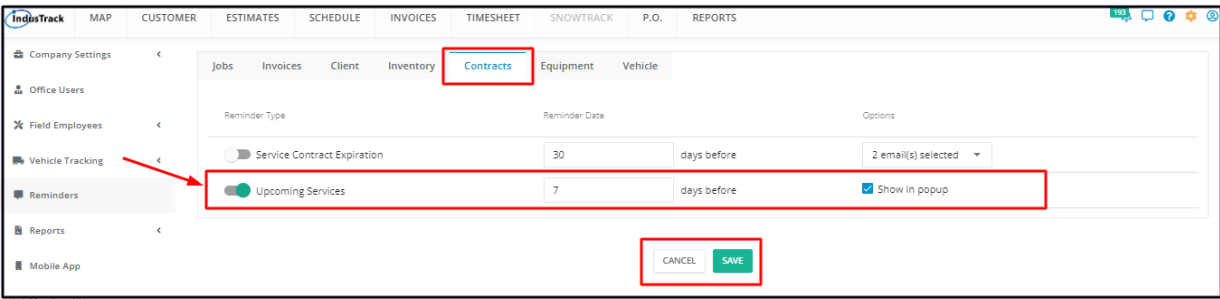 IndusTrack MAP CUSTOMER ESTIMATES SCHEDULE INVOICES TIMESHEET SNOWTRACK P.O. REPORTS 193
Company Settings
Office Users
Field Employees
Vehicle Tracking
Reminders
Reports
Mobile App
Jobs Invoices Client Inventory Contracts Equipment Vehicle
Reminder Type Reminder Date Options
Service Contract Expiration 30 days before 2 email(s) selected
Upcoming Services 7 days before Show in popup
CANCEL SAVE